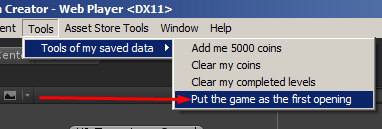 Creator - Web Player <DX11>
Tools Asset Store Tools Window Help
Tools of my saved data
Add me 5000 coins
Clear my coins
Clear my completed levels
Put the game as the first opening